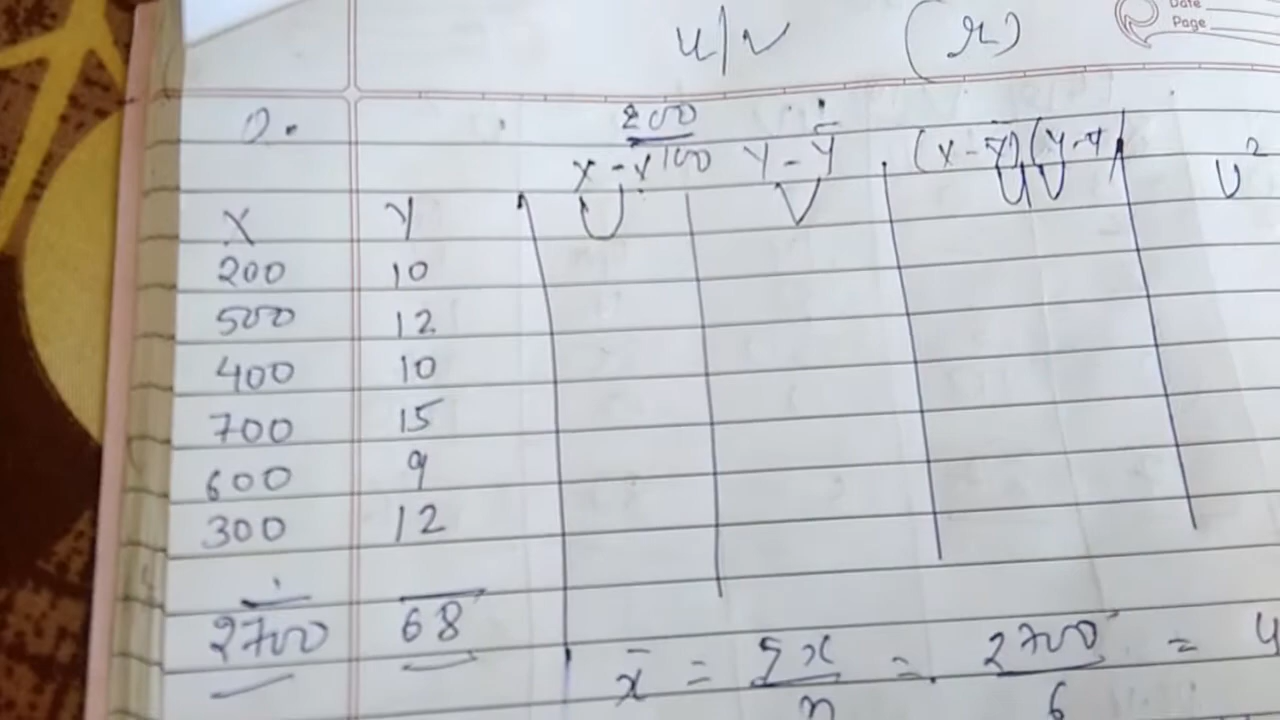 Date
Page
u/v (r)
Q.
200
X - X 100 Y - Y̅ (X - X̅)(Y - Y̅)
X Y U V UV U²
200 10
500 12
400 10
700 15
600 9
300 12
2700 68
x̅ = Σx = 2700 = 4
n 6